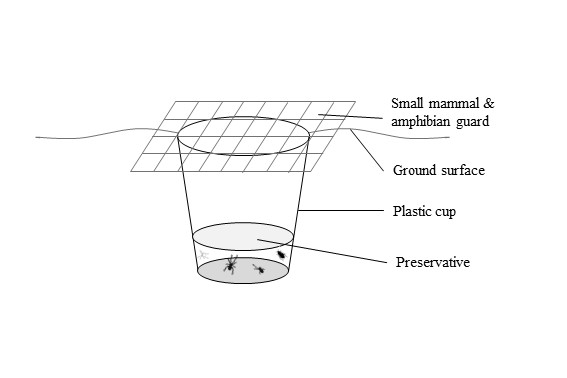 Small mammal &
amphibian guard
Ground surface
Plastic cup
Preservative